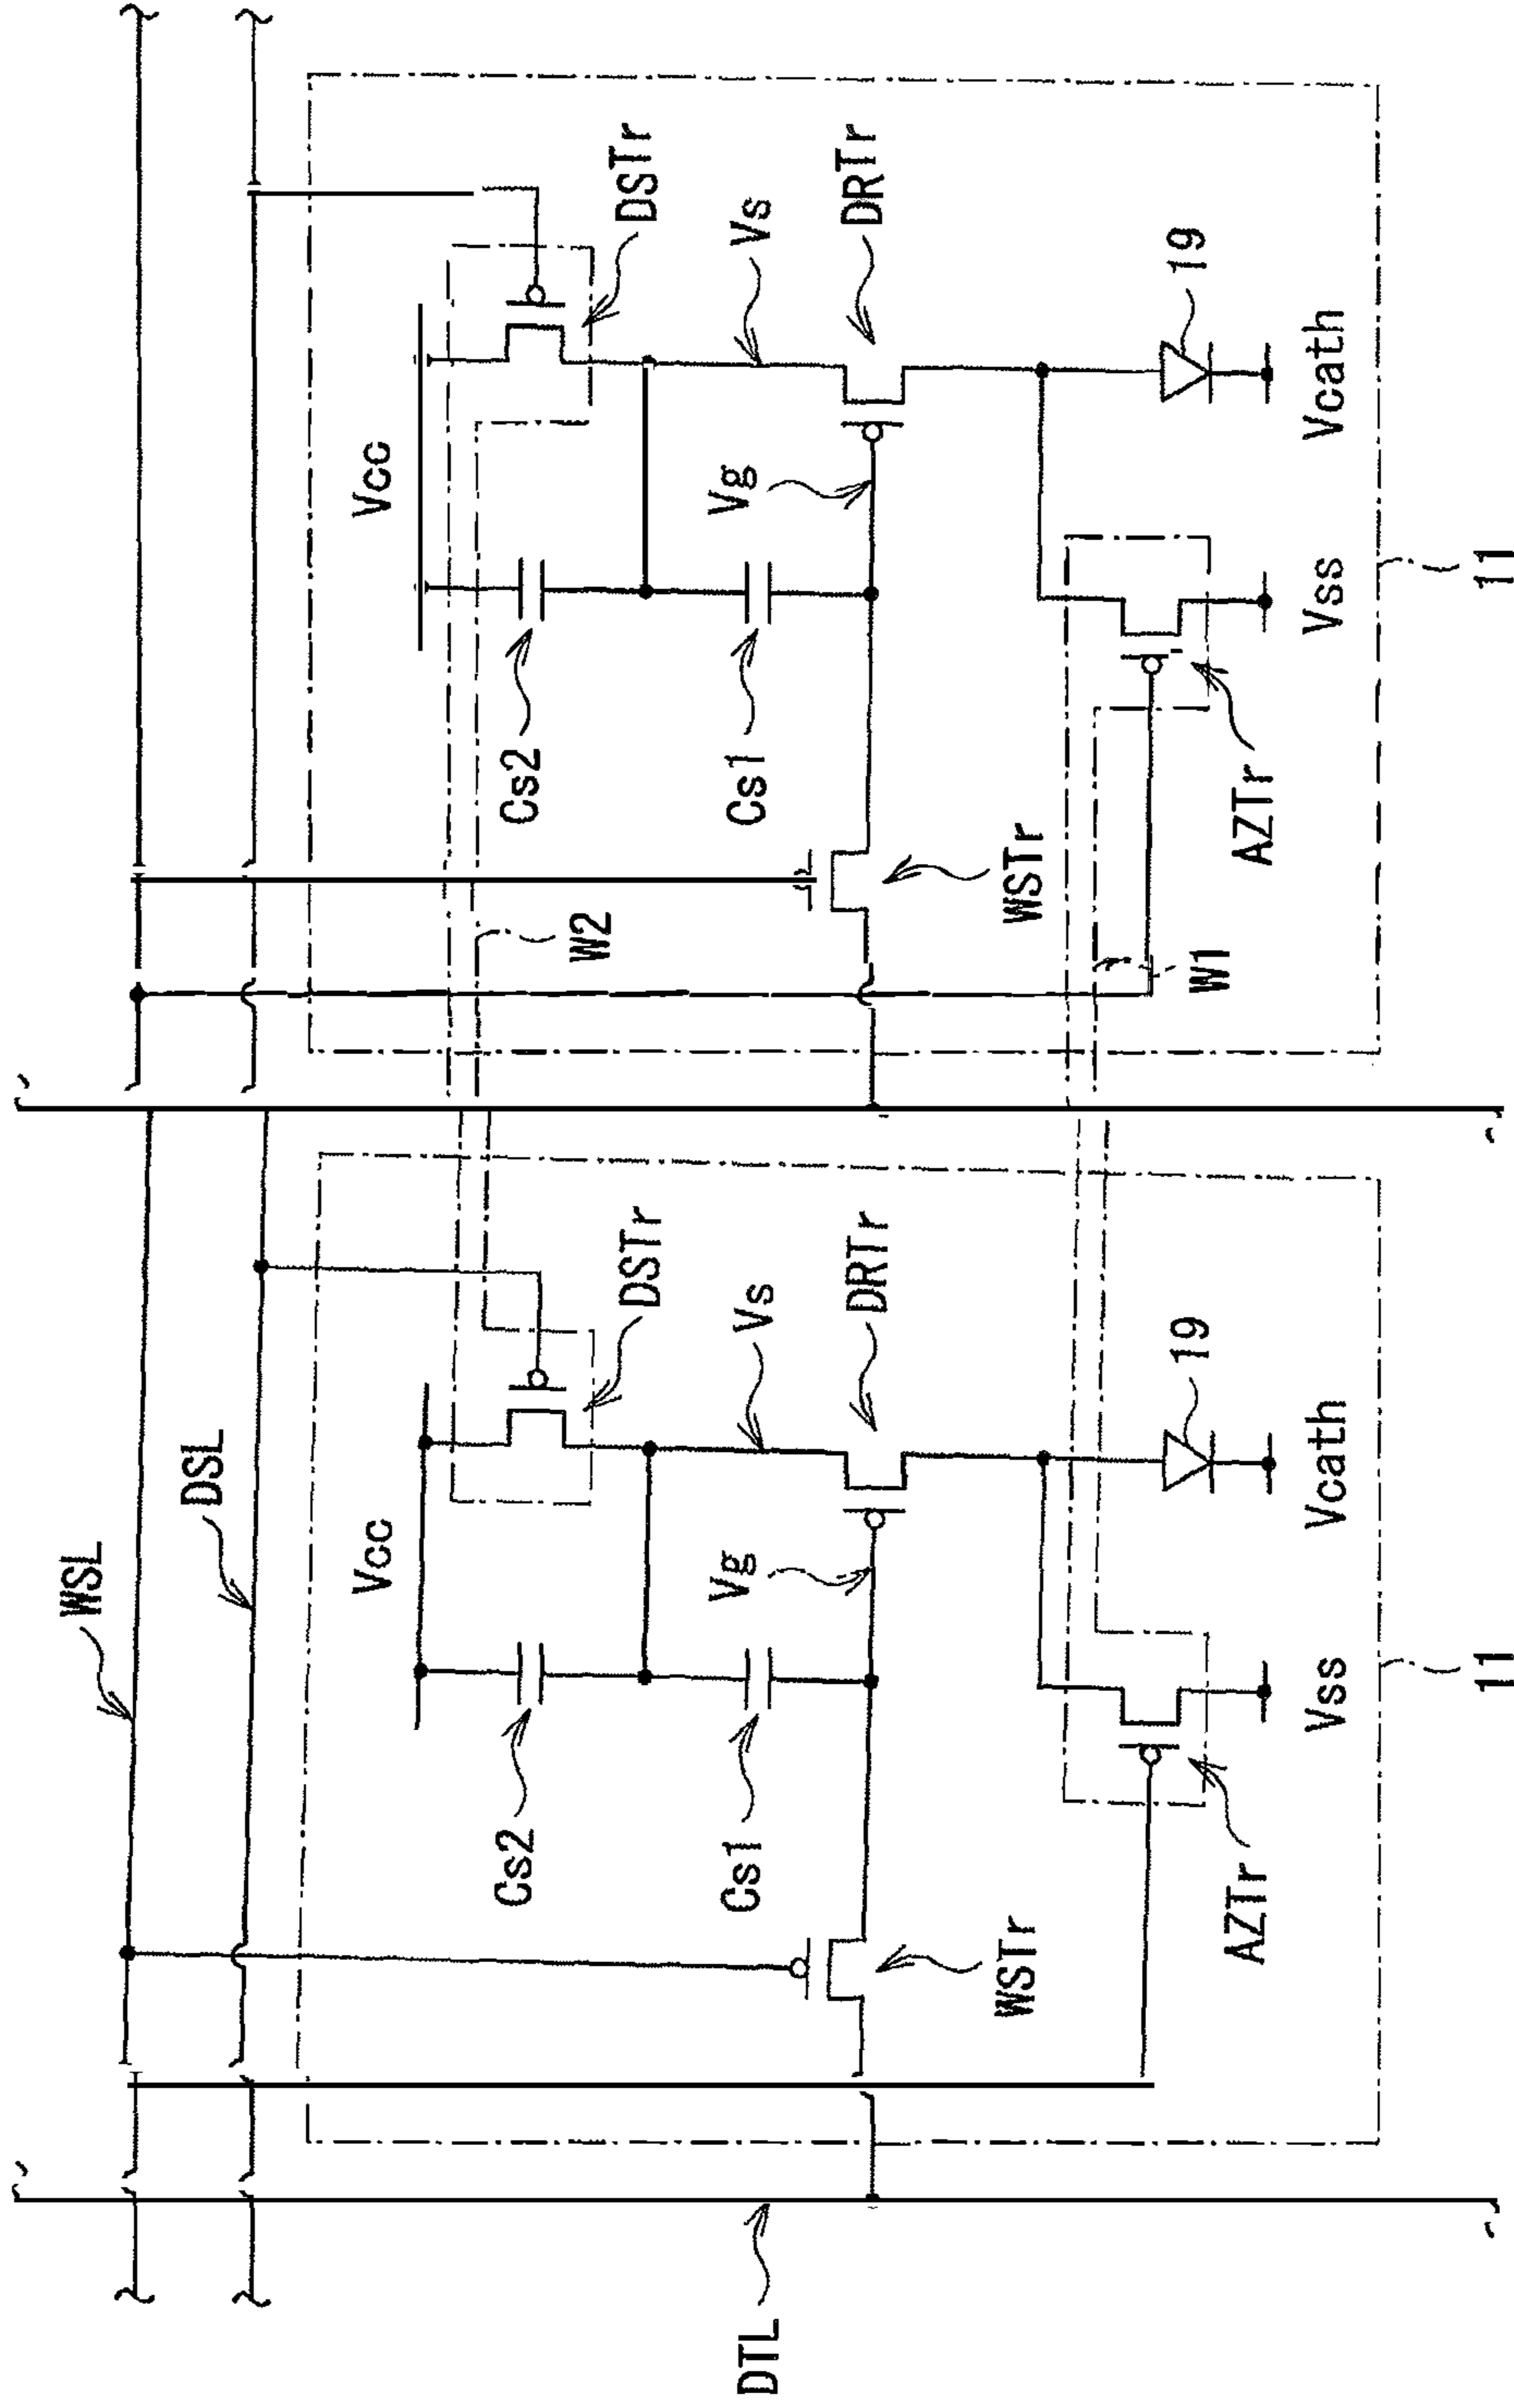 WSL
DSL
DTL
Vcc
Cs2
DSTr
Cs1
Vs
Vg
DRTr
WSTr
AZTr
19
Vss
Vcath
11
Vcc
Cs2
DSTr
W2
Cs1
Vs
Vg
DRTr
WSTr
AZTr
W1
19
Vss
Vcath
11